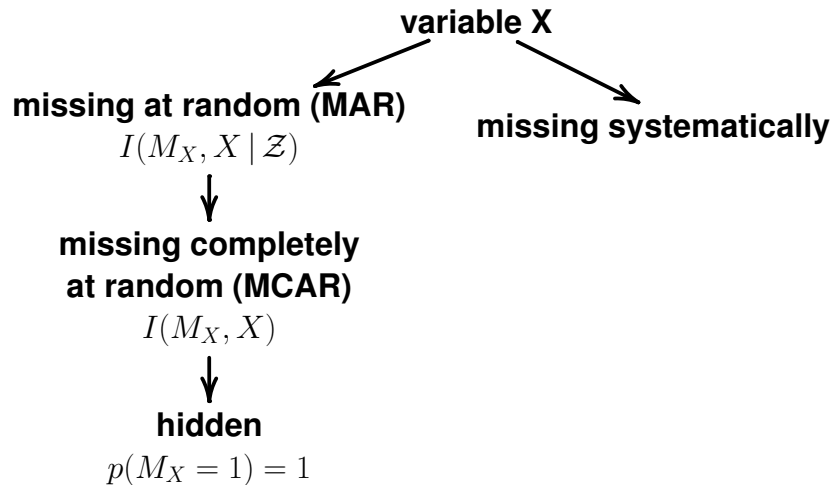 variable X
missing at random (MAR)
I(M_X, X | 𝒵)
missing systematically
missing completely
at random (MCAR)
I(M_X, X)
hidden
p(M_X = 1) = 1